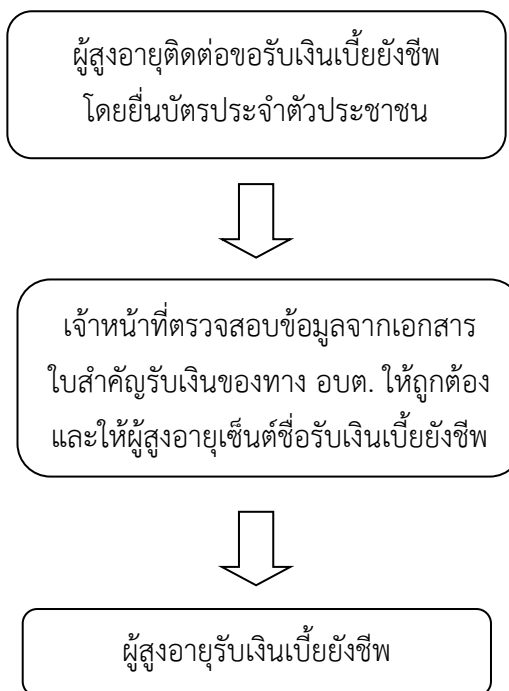 ผู้สูงอายุติดต่อขอรับเงินเบี้ยยังชีพ
โดยยื่นบัตรประจำตัวประชาชน
เจ้าหน้าที่ตรวจสอบข้อมูลจากเอกสาร
ใบสำคัญรับเงินของทาง อบต. ให้ถูกต้อง
และให้ผู้สูงอายุเซ็นต์ชื่อรับเงินเบี้ยยังชีพ
ผู้สูงอายุรับเงินเบี้ยยังชีพ